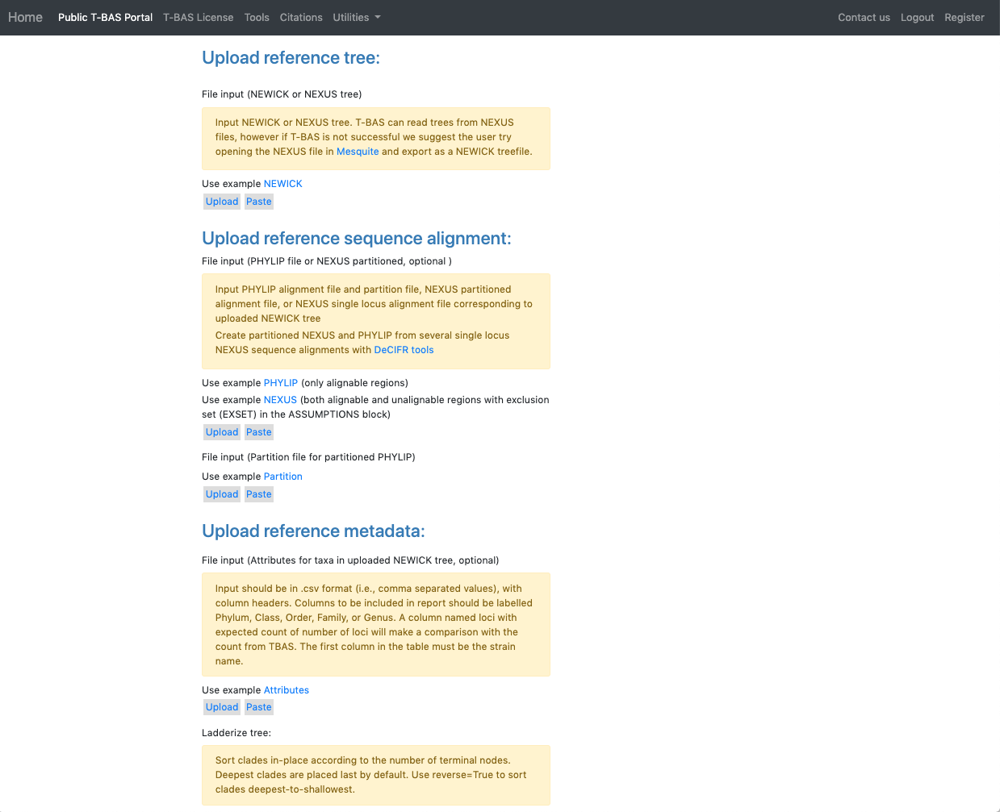 Home Public T-BAS Portal T-BAS License Tools Citations Utilities Contact us Logout Register
Upload reference tree:
File input (NEWICK or NEXUS tree)
Input NEWICK or NEXUS tree. T-BAS can read trees from NEXUS
files, however if T-BAS is not successful we suggest the user try
opening the NEXUS file in Mesquite and export as a NEWICK treefile.
Use example NEWICK
Upload Paste
Upload reference sequence alignment:
File input (PHYLIP file or NEXUS partitioned, optional )
Input PHYLIP alignment file and partition file, NEXUS partitioned
alignment file, or NEXUS single locus alignment file corresponding to
uploaded NEWICK tree
Create partitioned NEXUS and PHYLIP from several single locus
NEXUS sequence alignments with DeCIFR tools
Use example PHYLIP (only alignable regions)
Use example NEXUS (both alignable and unalignable regions with exclusion
set (EXSET) in the ASSUMPTIONS block)
Upload Paste
File input (Partition file for partitioned PHYLIP)
Use example Partition
Upload Paste
Upload reference metadata:
File input (Attributes for taxa in uploaded NEWICK tree, optional)
Input should be in .csv format (i.e., comma separated values), with
column headers. Columns to be included in report should be labelled
Phylum, Class, Order, Family, or Genus. A column named loci with
expected count of number of loci will make a comparison with the
count from TBAS. The first column in the table must be the strain
name.
Use example Attributes
Upload Paste
Ladderize tree:
Sort clades in-place according to the number of terminal nodes.
Deepest clades are placed last by default. Use reverse=True to sort
clades deepest-to-shallowest.